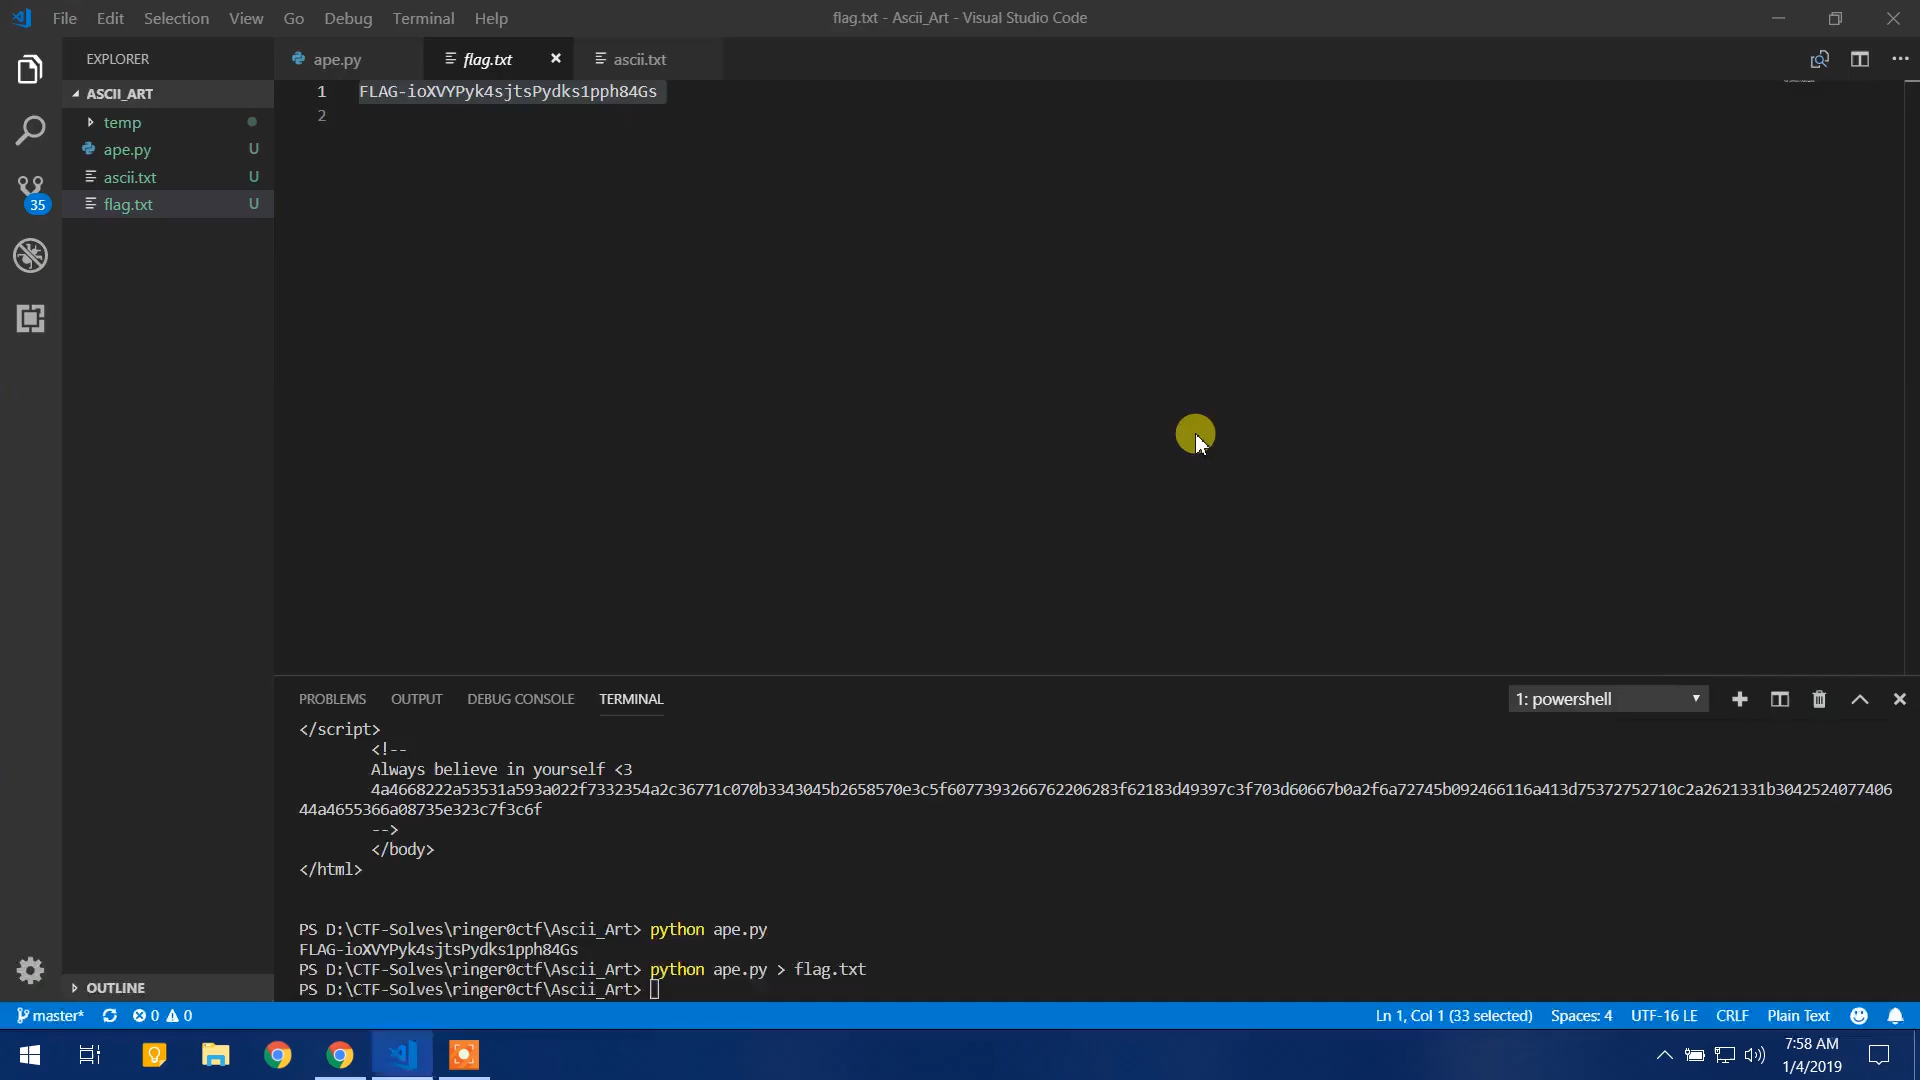 File Edit Selection View Go Debug Terminal Help
flag.txt - Ascii_Art - Visual Studio Code
EXPLORER
ape.py
flag.txt
ascii.txt
ASCII_ART
temp
ape.py U
ascii.txt U
flag.txt U
35
OUTLINE
1 FLAG-ioXVYPyk4sjtsPydks1pph84Gs
2
PROBLEMS OUTPUT DEBUG CONSOLE TERMINAL
1: powershell
</script>
<!--
Always believe in yourself <3
4a4668222a53531a593a022f7332354a2c36771c070b3343045b2658570e3c5f6077393266762206283f62183d49397c3f703d60667b0a2f6a72745b092466116a413d75372752710c2a2621331b3042524077406
44a4655366a08735e323c7f3c6f
-->
</body>
</html>
PS D:\CTF-Solves\ringer0ctf\Ascii_Art> python ape.py
FLAG-ioXVYPyk4sjtsPydks1pph84Gs
PS D:\CTF-Solves\ringer0ctf\Ascii_Art> python ape.py > flag.txt
PS D:\CTF-Solves\ringer0ctf\Ascii_Art>
master* 0 0
Ln 1, Col 1 (33 selected) Spaces: 4 UTF-16 LE CRLF Plain Text
7:58 AM
1/4/2019